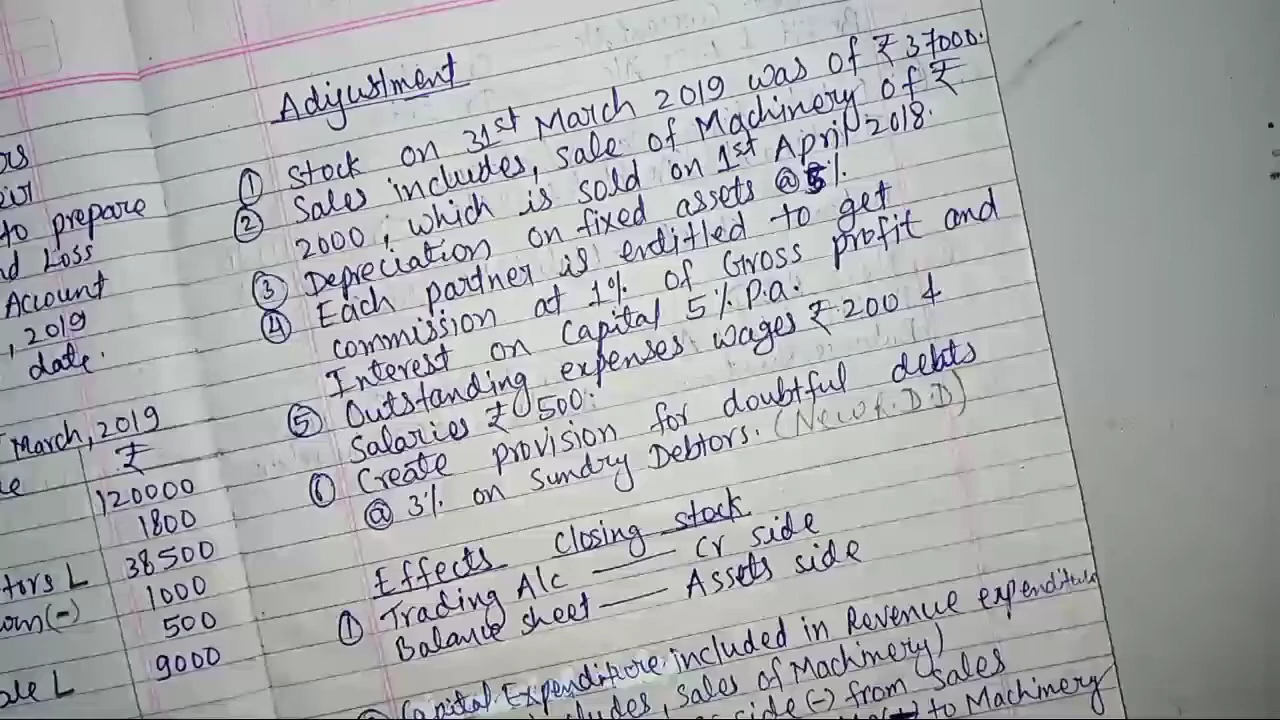 to prepare
Loss
Account
, 2019
date.
March, 2019
₹
120000
1800
38500
1000
500
9000
Adjustment
① Stock on 31st March 2019 was of ₹ 37000.
② Sales includes, sale of Machinery of ₹
2000, which is sold on 1st April 2018.
③ Depreciation on fixed assets @ 5%.
④ Each partner is entitled to get
commission at 1% of Gross profit and
Interest on Capital 5% p.a.
⑤ Outstanding expenses wages ₹ 200 &
Salaries ₹ 500.
⑥ Create provision for doubtful debts
@ 3% on Sundry Debtors. (New R.D.D)
Effects closing stock
① Trading A/c — Cr side
Balance sheet — Assets side
Capital Expenditure included in Revenue expenditure
sales of Machinery)
side (-) from sales
to Machinery